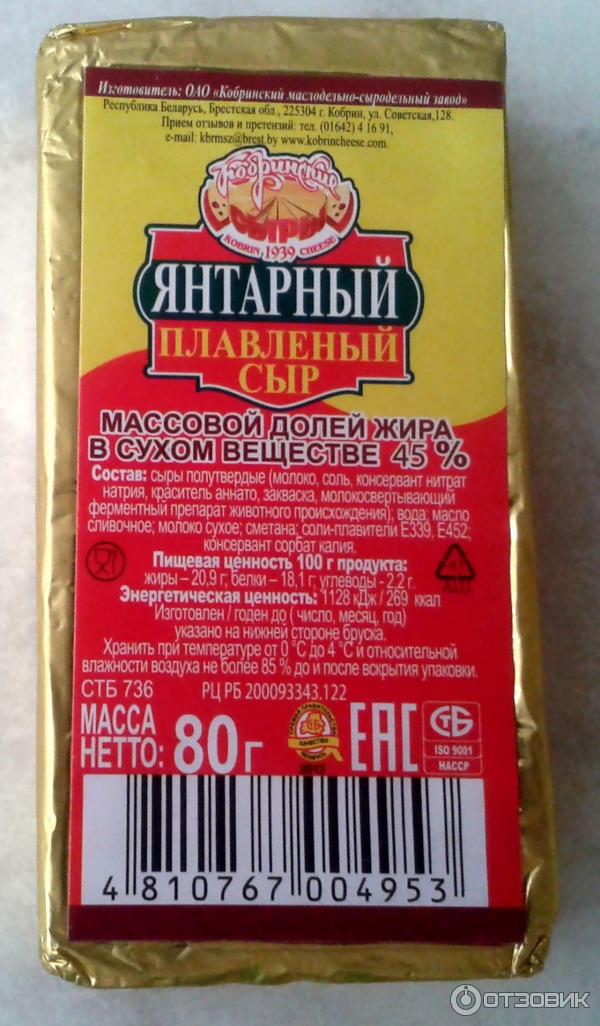 Изготовитель: ОАО «Кобринский маслодельно-сыродельный завод»
Республика Беларусь, Брестская обл., 225304 г. Кобрин, ул. Советская,128.
Прием отзывов и претензий: тел. (01642) 4 16 91,
e-mail: kbrmsz@brest.by www.kobrincheese.com.
Кобринские
СЫРЫ
KOBRIN 1939 CHEESE
ЯНТАРНЫЙ
ПЛАВЛЕНЫЙ
СЫР
МАССОВОЙ ДОЛЕЙ ЖИРА
В СУХОМ ВЕЩЕСТВЕ 45 %
Состав: сыры полутвердые (молоко, соль, консервант нитрат
натрия, краситель аннато, закваска, молокосвертывающий
ферментный препарат животного происхождения); вода; масло
сливочное; молоко сухое; сметана; соли-плавители Е339, Е452;
консервант сорбат калия.
Пищевая ценность 100 г продукта:
жиры – 20,9 г; белки – 18,1 г; углеводы - 2,2 г.
Энергетическая ценность: 1128 кДж / 269 ккал
Изготовлен / годен до ( число, месяц, год)
указано на нижней стороне бруска.
Хранить при температуре от 0 °С до 4 °С и относительной
влажности воздуха не более 85 % до и после вскрытия упаковки.
41
ALU
СТБ 736 РЦ РБ 200093343.122
МАССА
НЕТТО: 80 г
EAC
СТБ
ISO 9001
HACCP
4 810767 004953
ОТЗОВИК